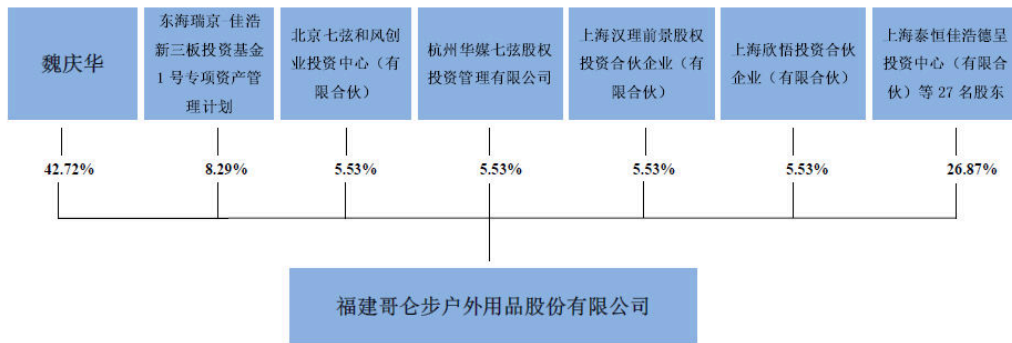 魏庆华
东海瑞京-佳浩
新三板投资基金
1 号专项资产管
理计划
北京七弦和风创
业投资中心（有
限合伙）
杭州华媒七弦股权
投资管理有限公司
上海汉理前景股权
投资合伙企业（有
限合伙）
上海欣悟投资合伙
企业（有限合伙）
上海泰恒佳浩德呈
投资中心（有限合
伙）等 27 名股东
42.72%
8.29%
5.53%
5.53%
5.53%
5.53%
26.87%
福建哥仑步户外用品股份有限公司